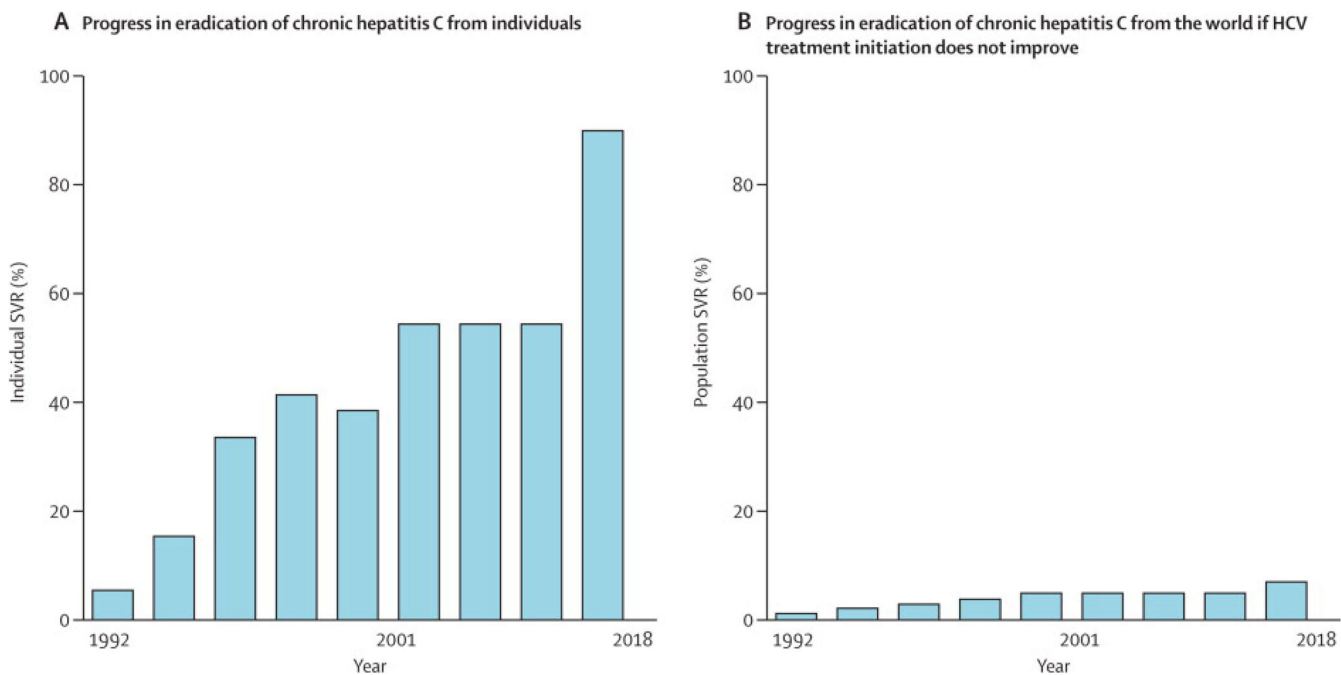 A Progress in eradication of chronic hepatitis C from individuals
100
80
60
40
20
0
Individual SVR (%)
1992
2001
2018
Year
B Progress in eradication of chronic hepatitis C from the world if HCV
treatment initiation does not improve
100
80
60
40
20
0
Population SVR (%)
1992
2001
2018
Year